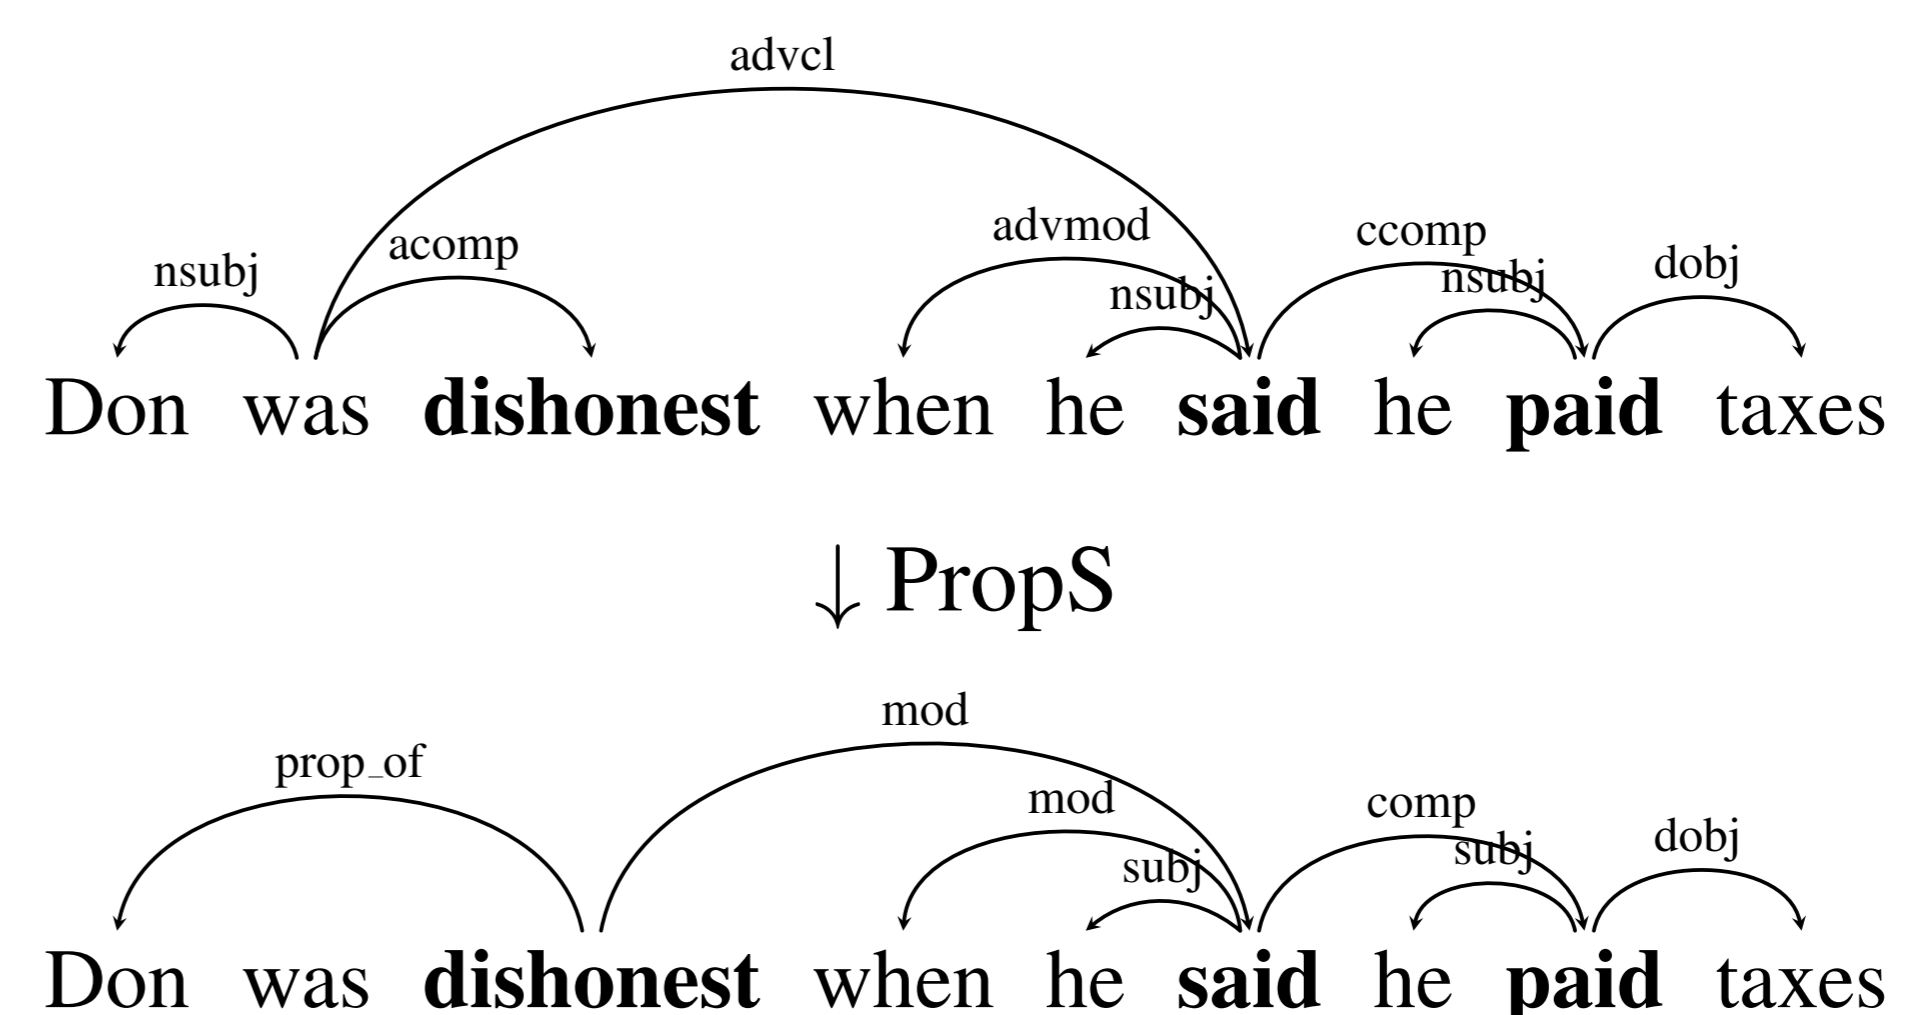 advcl
advmod ccomp
nsubj acomp nsubj nsubj dobj
Don was dishonest when he said he paid taxes
↓ PropS
mod
prop_of mod comp
subj subj dobj
Don was dishonest when he said he paid taxes